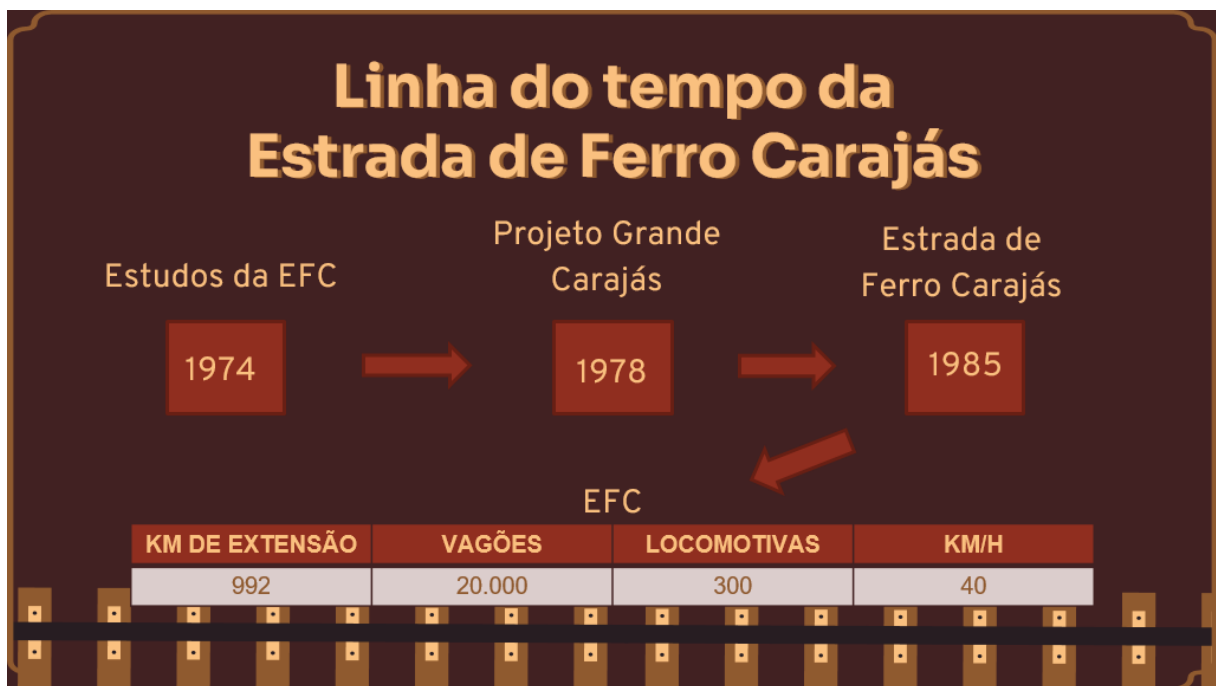 Linha do tempo da
Estrada de Ferro Carajás
Estudos da EFC
Projeto Grande
Carajás
Estrada de
Ferro Carajás
1974
1978
1985
EFC
KM DE EXTENSÃO VAGÕES LOCOMOTIVAS KM/H
992 20.000 300 40